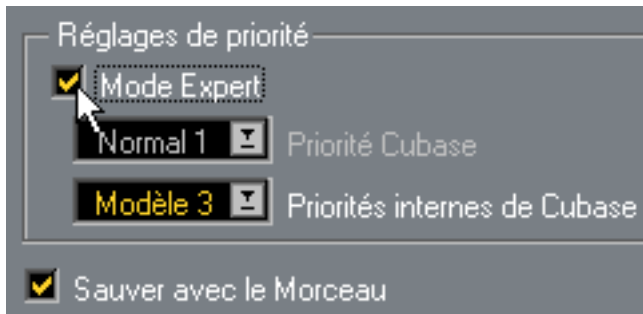 Réglages de priorité
Mode Expert
Normal 1 Priorité Cubase
Modèle 3 Priorités internes de Cubase
Sauver avec le Morceau